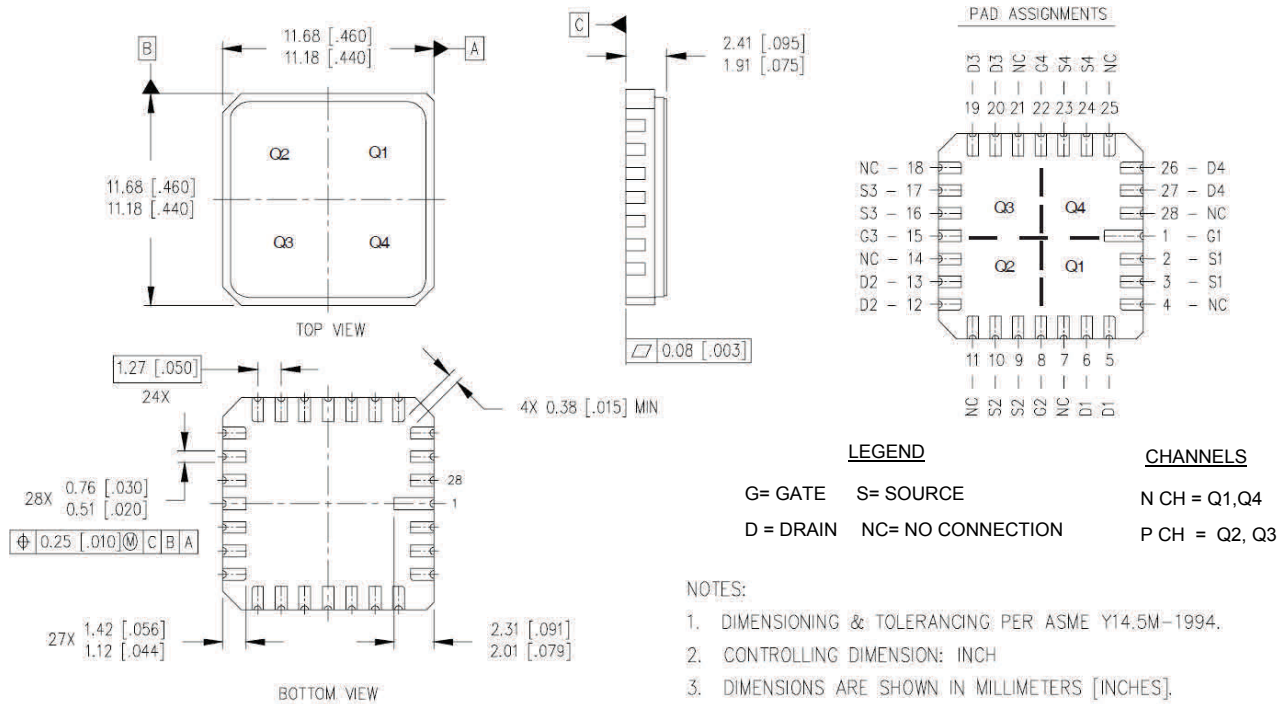 B
11.68 [.460]
11.18 [.440]
A
11.68 [.460]
11.18 [.440]
Q2
Q1
Q3
Q4
TOP VIEW
C
2.41 [.095]
1.91 [.075]
0.08 [.003]
PAD ASSIGNMENTS
D3
D3
NC
G4
S4
S4
NC
19 20 21 22 23 24 25
NC - 18
S3 - 17
S3 - 16
G3 - 15
NC - 14
D2 - 13
D2 - 12
Q3
Q4
Q2
Q1
26 - D4
27 - D4
28 - NC
1 - G1
2 - S1
3 - S1
4 - NC
11 10 9 8 7 6 5
NC
S2
S2
G2
NC
D1
D1
1.27 [.050]
24X
4X 0.38 [.015] MIN
28X 0.76 [.030]
0.51 [.020]
⌖ 0.25 [.010] Ⓜ C B A
28
1
27X 1.42 [.056]
1.12 [.044]
2.31 [.091]
2.01 [.079]
BOTTOM VIEW
LEGEND
G= GATE S= SOURCE
D = DRAIN NC= NO CONNECTION
CHANNELS
N CH = Q1,Q4
P CH = Q2, Q3
NOTES:
1. DIMENSIONING & TOLERANCING PER ASME Y14.5M-1994.
2. CONTROLLING DIMENSION: INCH
3. DIMENSIONS ARE SHOWN IN MILLIMETERS [INCHES].